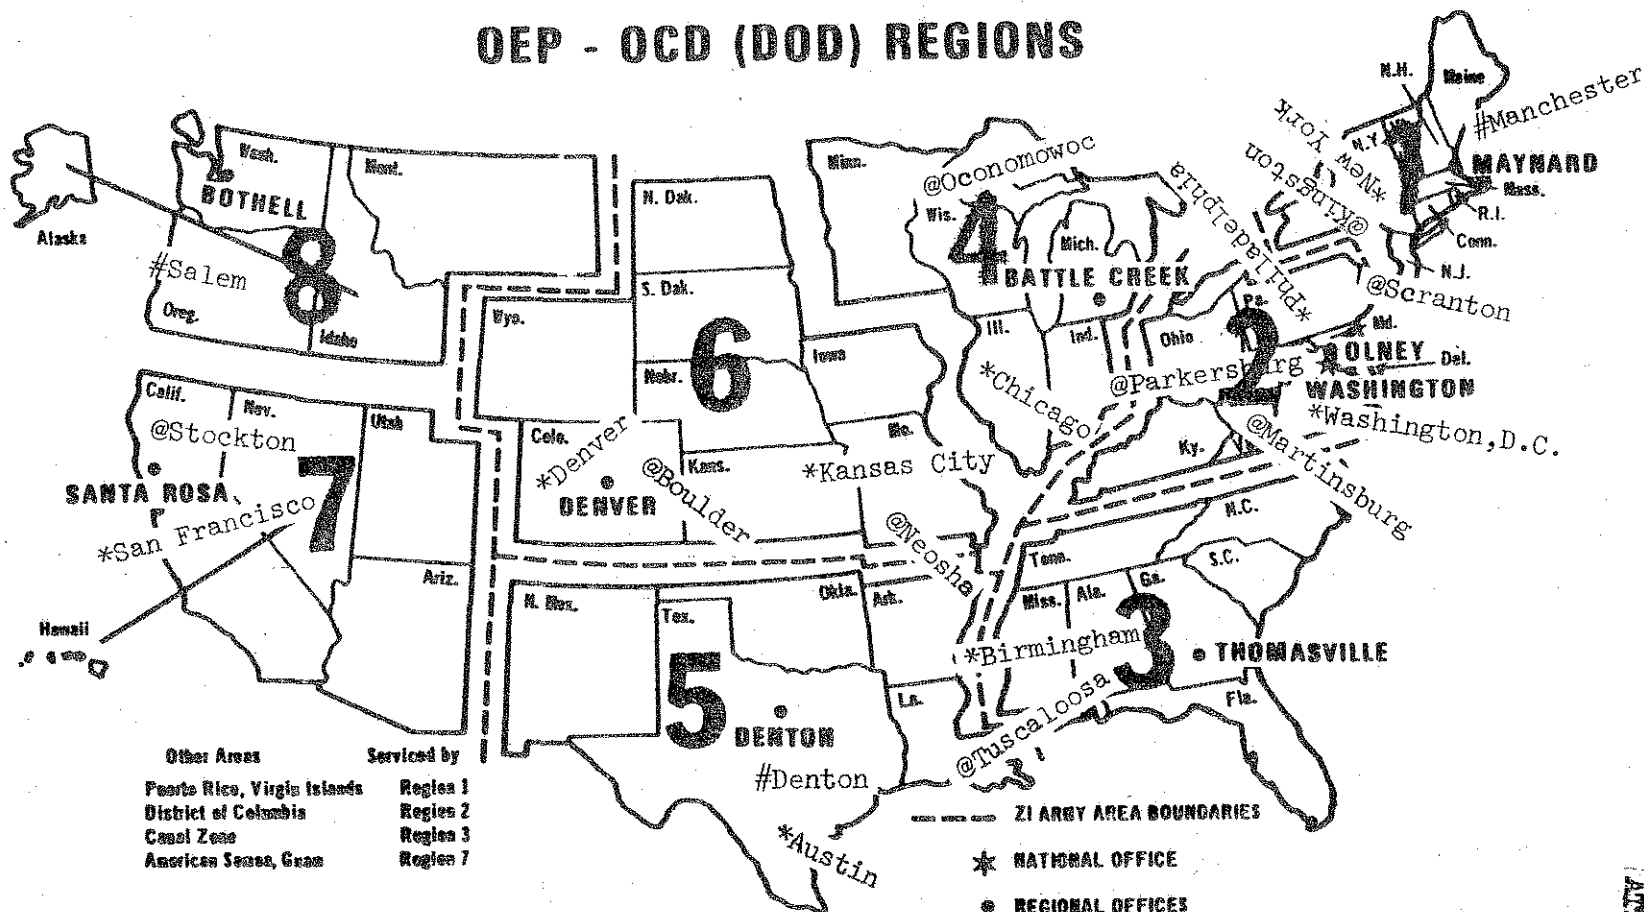 OEP - OCD (DOD) REGIONS
N.H.
Maine
#Manchester
N.Y.
*New York
@Kingston
1
MAYNARD
Mass.
R.I.
Conn.
N.J.
@Scranton
Alaska
Wash.
BOTHELL
#Salem
8
Oreg.
Idaho
Mont.
N. Dak.
S. Dak.
Wyo.
6
Nebr.
Iowa
Minn.
@Oconomowoc
Wis.
4
Mich.
BATTLE CREEK
Ill.
Ind.
Ohio
*Philadelphia
Pa.
2
Md.
OLNEY
Del.
WASHINGTON
*Washington,D.C.
@Parkersburg
@Martinsburg
*Chicago
Ky.
Calif.
Nev.
Utah
@Stockton
SANTA ROSA
*San Francisco
7
Ariz.
Hawaii
Colo.
*Denver
DENVER
@Boulder
Kans.
Mo.
*Kansas City
@Neosha
N. Mex.
Tex.
Okla.
Ark.
La.
5
DENTON
#Denton
*Austin
Tenn.
N.C.
S.C.
Miss.
Ala.
Ga.
*Birmingham
3
THOMASVILLE
Fla.
@Tuscaloosa
Other Areas Serviced by
Puerto Rico, Virgin Islands Region 1
District of Columbia Region 2
Canal Zone Region 3
American Samoa, Guam Region 7
ZI ARMY AREA BOUNDARIES
NATIONAL OFFICE
REGIONAL OFFICES